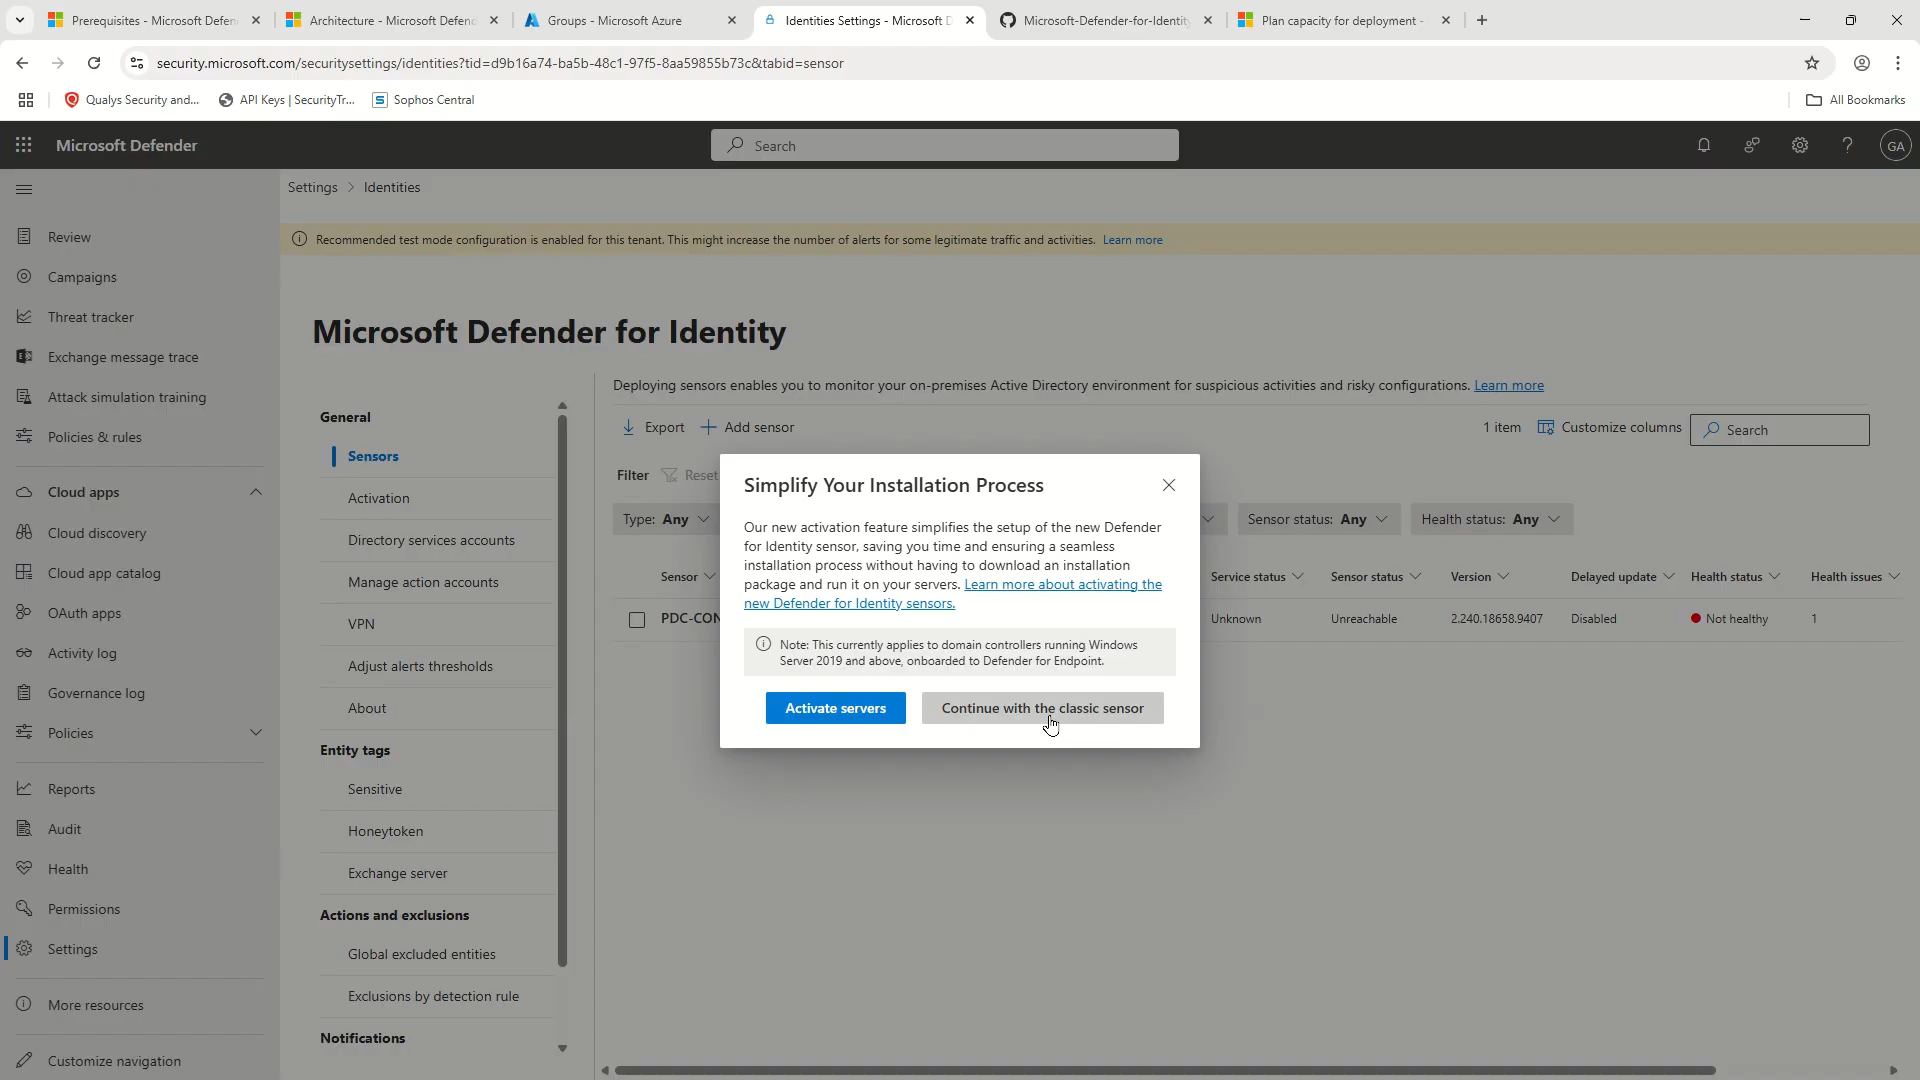 Prerequisites - Microsoft Defen
Architecture - Microsoft Defend
Groups - Microsoft Azure
Identities Settings - Microsoft D
Microsoft-Defender-for-Identity
Plan capacity for deployment -
security.microsoft.com/securitysettings/identities?tid=d9b16a74-ba5b-48c1-97f5-8aa59855b73c&tabid=sensor
Qualys Security and...
API Keys | SecurityTr...
Sophos Central
All Bookmarks
Microsoft Defender
Search
GA
Settings > Identities
Recommended test mode configuration is enabled for this tenant. This might increase the number of alerts for some legitimate traffic and activities. Learn more
Review
Campaigns
Threat tracker
Exchange message trace
Attack simulation training
Policies & rules
Cloud apps
Cloud discovery
Cloud app catalog
OAuth apps
Activity log
Governance log
Policies
Reports
Audit
Health
Permissions
Settings
More resources
Customize navigation
Microsoft Defender for Identity
General
Sensors
Activation
Directory services accounts
Manage action accounts
VPN
Adjust alerts thresholds
About
Entity tags
Sensitive
Honeytoken
Exchange server
Actions and exclusions
Global excluded entities
Exclusions by detection rule
Notifications
Deploying sensors enables you to monitor your on-premises Active Directory environment for suspicious activities and risky configurations. Learn more
Export
Add sensor
1 item
Customize columns
Search
Filter
Reset
Type: Any
Sensor status: Any
Health status: Any
Sensor
Service status
Sensor status
Version
Delayed update
Health status
Health issues
PDC-CON
Unknown
Unreachable
2.240.18658.9407
Disabled
Not healthy
1
Simplify Your Installation Process
Our new activation feature simplifies the setup of the new Defender
for Identity sensor, saving you time and ensuring a seamless
installation process without having to download an installation
package and run it on your servers. Learn more about activating the
new Defender for Identity sensors.
Note: This currently applies to domain controllers running Windows
Server 2019 and above, onboarded to Defender for Endpoint.
Activate servers
Continue with the classic sensor